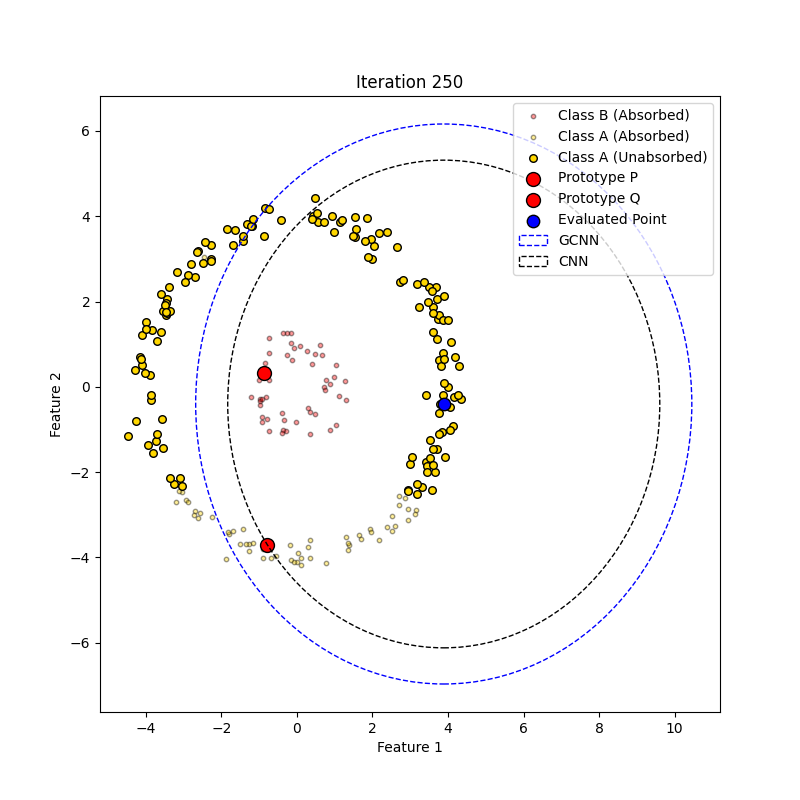 Iteration 250
Class B (Absorbed)
Class A (Absorbed)
Class A (Unabsorbed)
Prototype P
Prototype Q
Evaluated Point
GCNN
CNN
6
4
2
0
−2
−4
−6
Feature 2
−4
−2
0
2
4
6
8
10
Feature 1